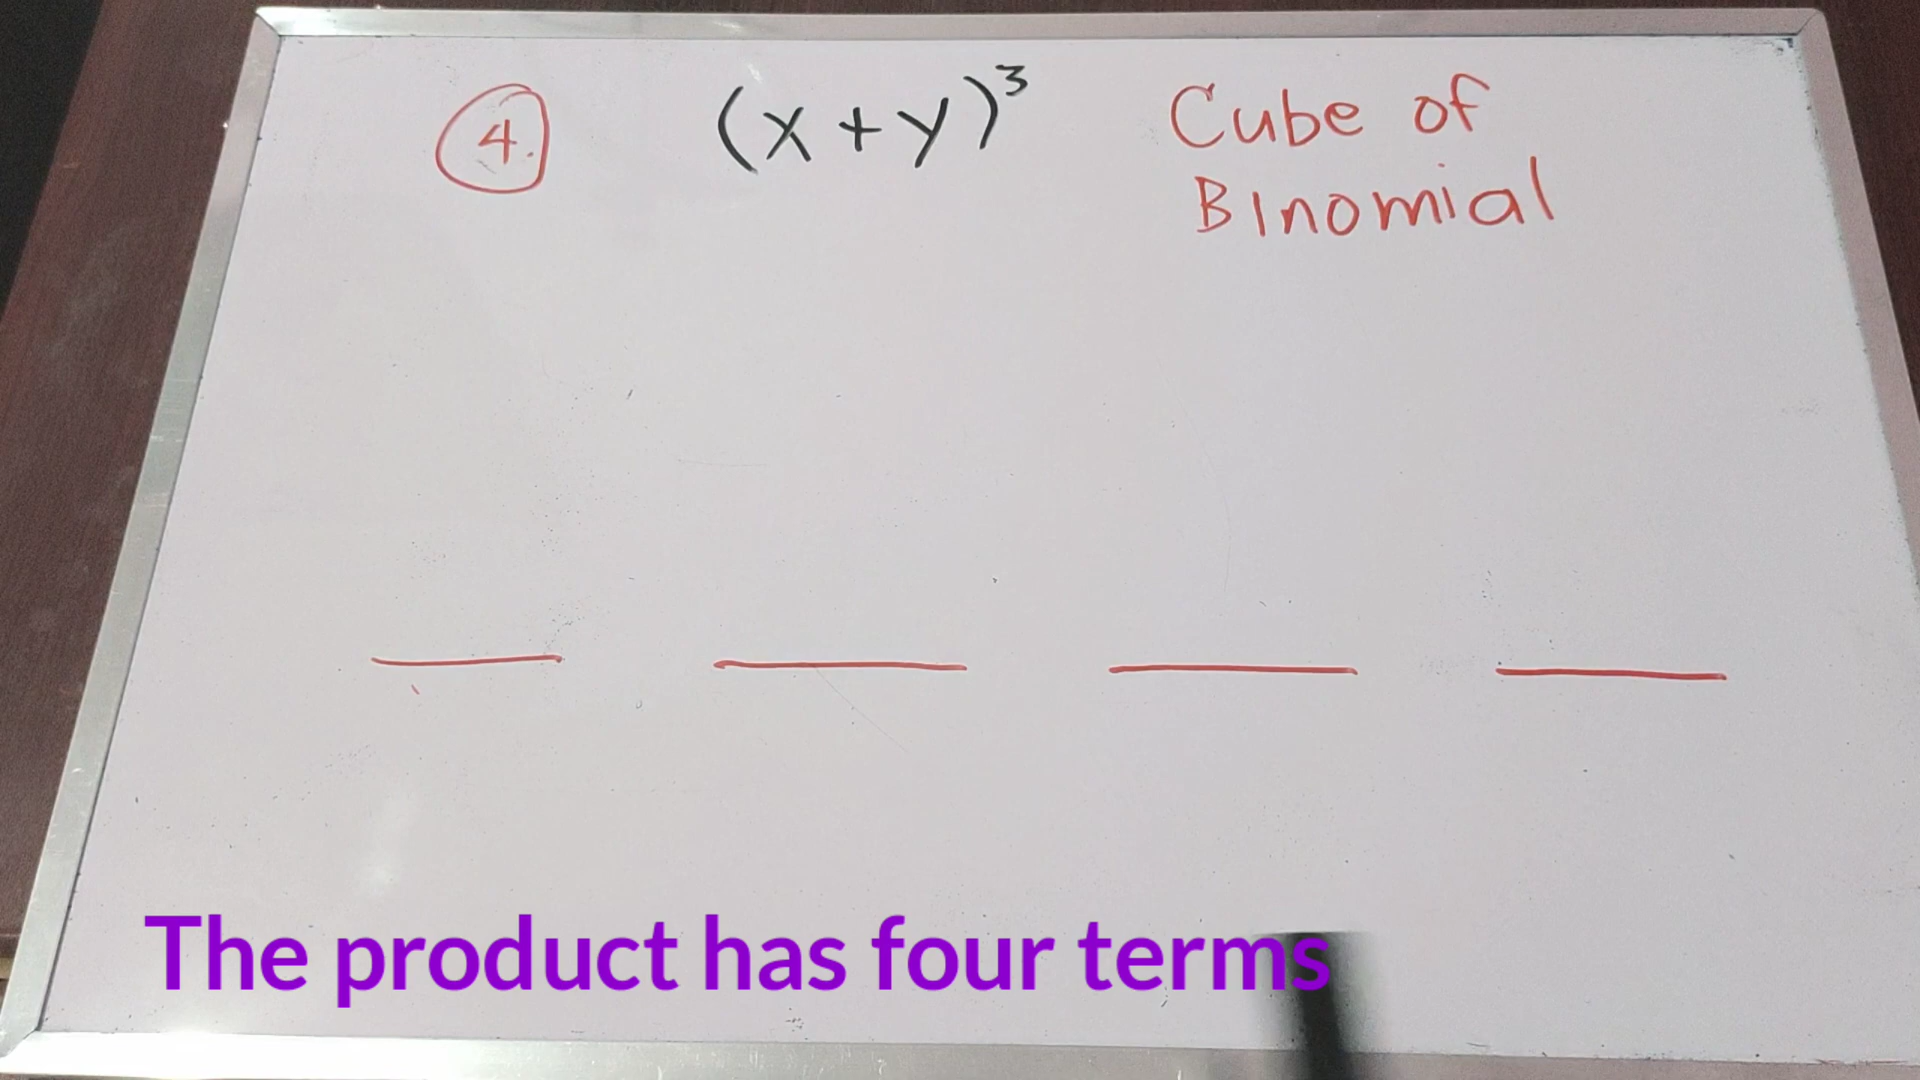 4. (x+y)³ Cube of
Binomial
The product has four terms